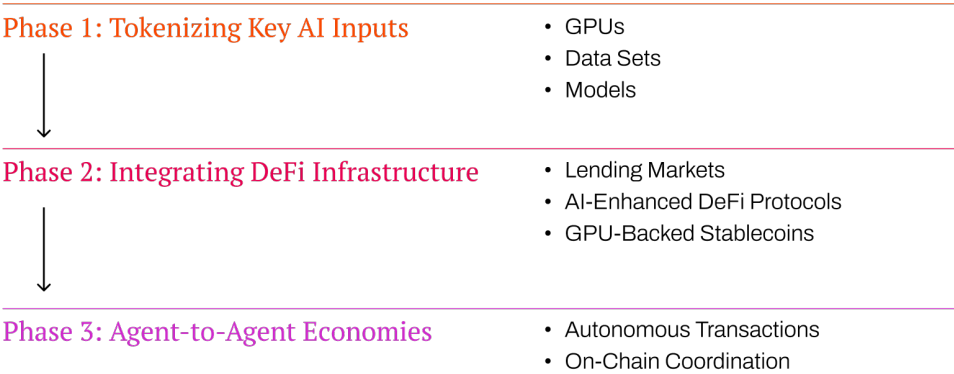 Phase 1: Tokenizing Key AI Inputs
• GPUs
• Data Sets
• Models
Phase 2: Integrating DeFi Infrastructure
• Lending Markets
• AI-Enhanced DeFi Protocols
• GPU-Backed Stablecoins
Phase 3: Agent-to-Agent Economies
• Autonomous Transactions
• On-Chain Coordination